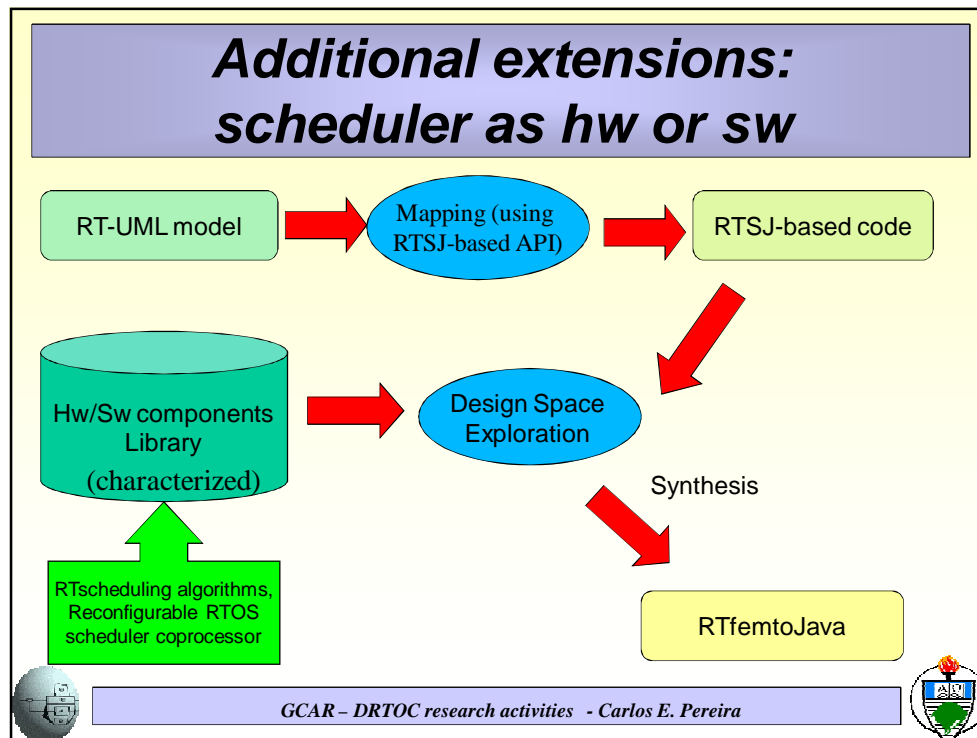 Additional extensions:
scheduler as hw or sw
RT-UML model
Mapping (using
RTSJ-based API)
RTSJ-based code
Hw/Sw components
Library
(characterized)
Design Space
Exploration
Synthesis
RTscheduling algorithms,
Reconfigurable RTOS
scheduler coprocessor
RTfemtoJava
GCAR – DRTOC research activities - Carlos E. Pereira